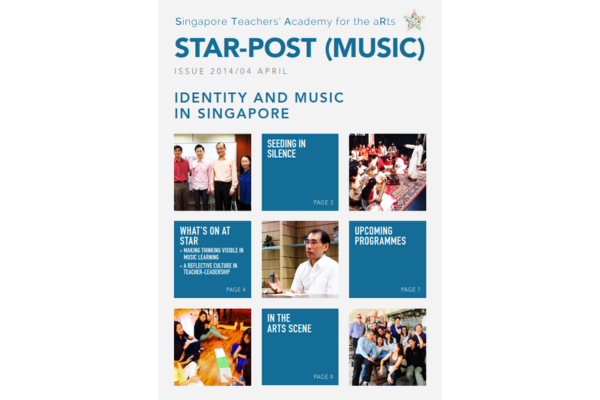 Singapore Teachers' Academy for the aRts
STAR-POST (MUSIC)
ISSUE 2014/04 APRIL
IDENTITY AND MUSIC
IN SINGAPORE
SEEDING IN
SILENCE
PAGE 3
WHAT'S ON AT
STAR
• MAKING THINKING VISIBLE IN
MUSIC LEARNING
• A REFLECTIVE CULTURE IN
TEACHER-LEADERSHIP
PAGE 4
UPCOMING
PROGRAMMES
PAGE 7
IN THE
ARTS SCENE
PAGE 9